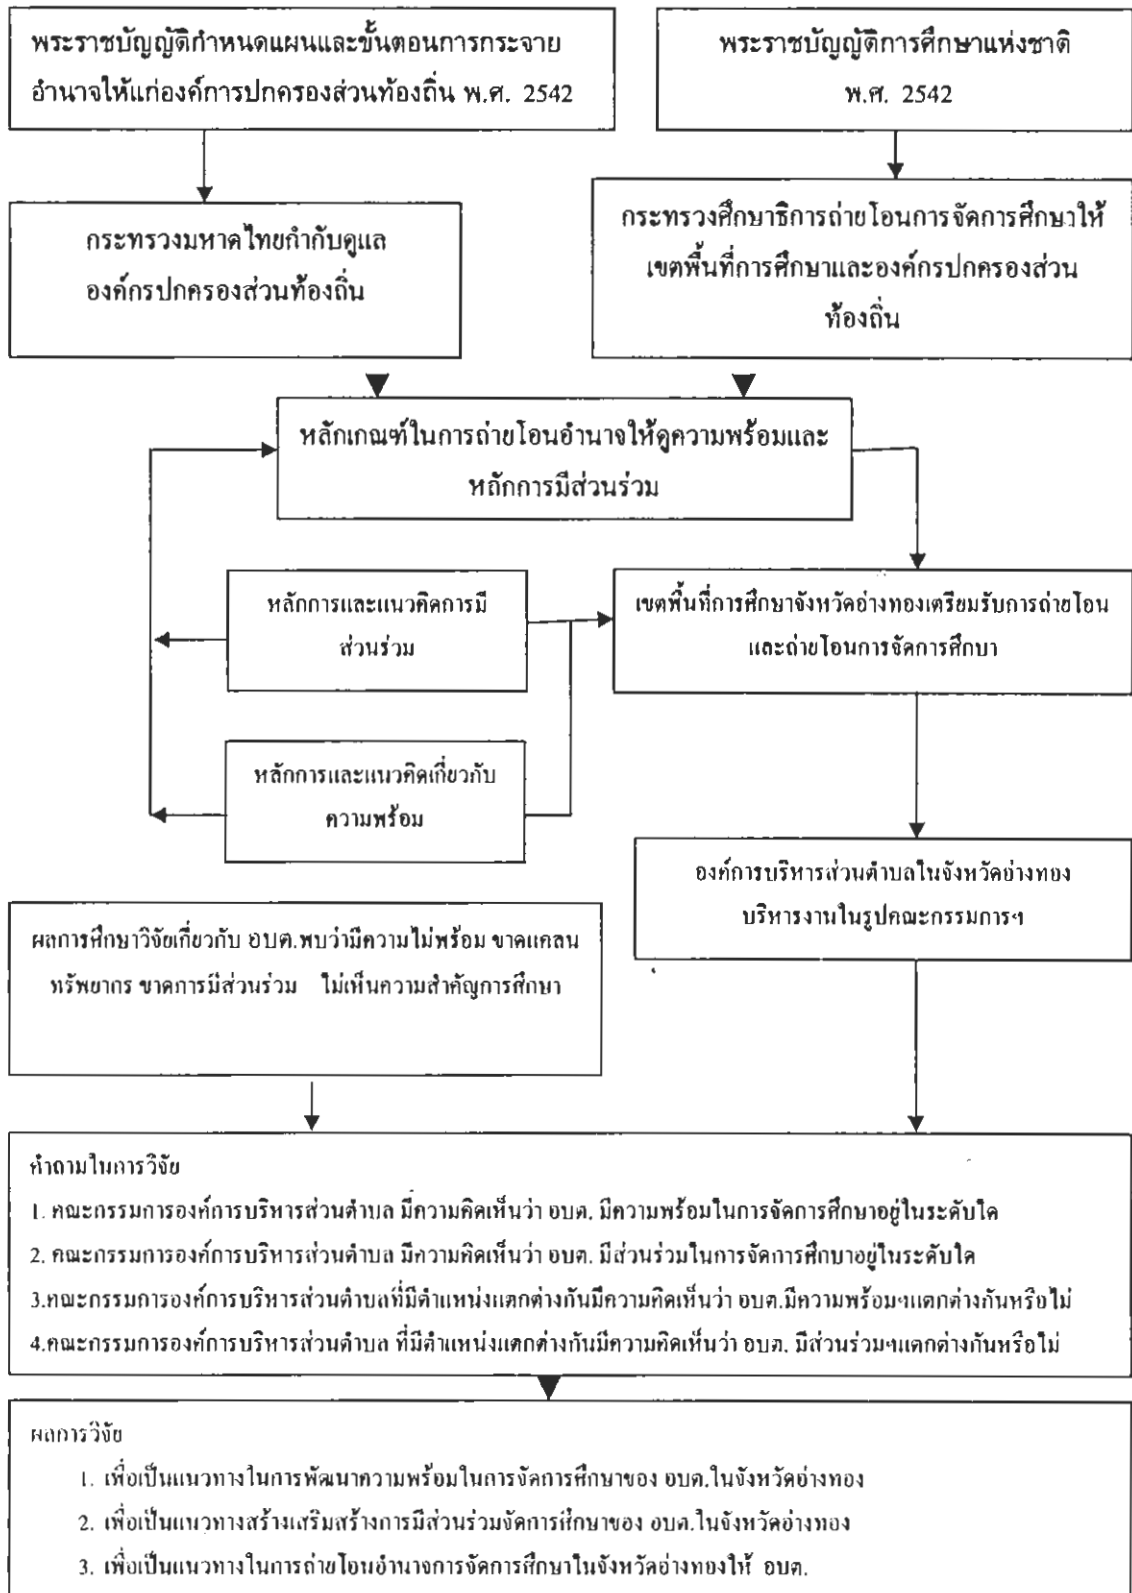 พระราชบัญญัติกำหนดแผนและขั้นตอนการกระจาย
อำนาจให้แก่องค์การปกครองส่วนท้องถิ่น พ.ศ. 2542
พระราชบัญญัติการศึกษาแห่งชาติ
พ.ศ. 2542
กระทรวงมหาดไทยกำกับดูแล
องค์กรปกครองส่วนท้องถิ่น
กระทรวงศึกษาธิการถ่ายโอนการจัดการศึกษาให้
เขตพื้นที่การศึกษาและองค์กรปกครองส่วน
ท้องถิ่น
หลักเกณฑ์ในการถ่ายโอนอำนาจให้ดูความพร้อมและ
หลักการมีส่วนร่วม
หลักการและแนวคิดการมี
ส่วนร่วม
เขตพื้นที่การศึกษาจังหวัดอ่างทองเตรียมรับการถ่ายโอน
และถ่ายโอนการจัดการศึกษา
หลักการและแนวคิดเกี่ยวกับ
ความพร้อม
องค์การบริหารส่วนตำบลในจังหวัดอ่างทอง
บริหารงานในรูปคณะกรรมการฯ
ผลการศึกษาวิจัยเกี่ยวกับ อบต.พบว่ามีความไม่พร้อม ขาดแคลน
ทรัพยากร ขาดการมีส่วนร่วม ไม่เห็นความสำคัญการศึกษา
คำถามในการวิจัย
1. คณะกรรมการองค์การบริหารส่วนตำบล มีความคิดเห็นว่า อบต. มีความพร้อมในการจัดการศึกษาอยู่ในระดับใด
2. คณะกรรมการองค์การบริหารส่วนตำบล มีความคิดเห็นว่า อบต. มีส่วนร่วมในการจัดการศึกษาอยู่ในระดับใด
3.คณะกรรมการองค์การบริหารส่วนตำบลที่มีตำแหน่งแตกต่างกันมีความคิดเห็นว่า อบต.มีความพร้อมฯแตกต่างกันหรือไม่
4.คณะกรรมการองค์การบริหารส่วนตำบล ที่มีตำแหน่งแตกต่างกันมีความคิดเห็นว่า อบต. มีส่วนร่วมฯแตกต่างกันหรือไม่
ผลการวิจัย
1. เพื่อเป็นแนวทางในการพัฒนาความพร้อมในการจัดการศึกษาของ อบต.ในจังหวัดอ่างทอง
2. เพื่อเป็นแนวทางสร้างเสริมสร้างการมีส่วนร่วมจัดการศึกษาของ อบต.ในจังหวัดอ่างทอง
3. เพื่อเป็นแนวทางในการถ่ายโอนอำนาจการจัดการศึกษาในจังหวัดอ่างทองให้ อบต.